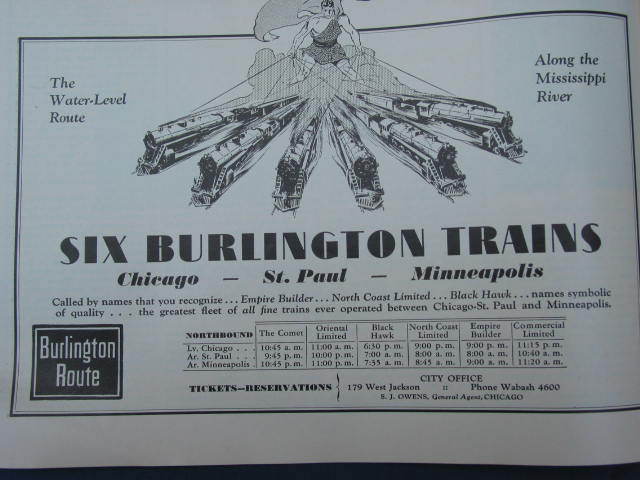 The
Water-Level
Route
Along the
Mississippi
River
SIX BURLINGTON TRAINS
Chicago — St. Paul — Minneapolis
Called by names that you recognize . . . Empire Builder . . . North Coast Limited . . . Black Hawk . . . names symbolic
of quality . . . the greatest fleet of all fine trains ever operated between Chicago-St. Paul and Minneapolis.
Burlington
Route
NORTHBOUND The Comet Oriental Limited Black Hawk North Coast Limited Empire Builder Commercial Limited
Lv. Chicago . . . 10:45 a. m. 11:00 a. m. 6:30 p. m. 9:00 p. m. 9:00 p. m. 11:15 p. m.
Ar. St. Paul . . . 9:45 p. m. 10:00 p. m. 7:00 a. m. 8:00 a. m. 8:00 a. m. 10:40 a. m.
Ar. Minneapolis . 10:45 p. m. 11:00 p. m. 7:35 a. m. 8:45 a. m. 9:00 a. m. 11:20 a. m.
TICKETS—RESERVATIONS
CITY OFFICE
179 West Jackson :: Phone Wabash 4600
S. J. OWENS, General Agent, CHICAGO